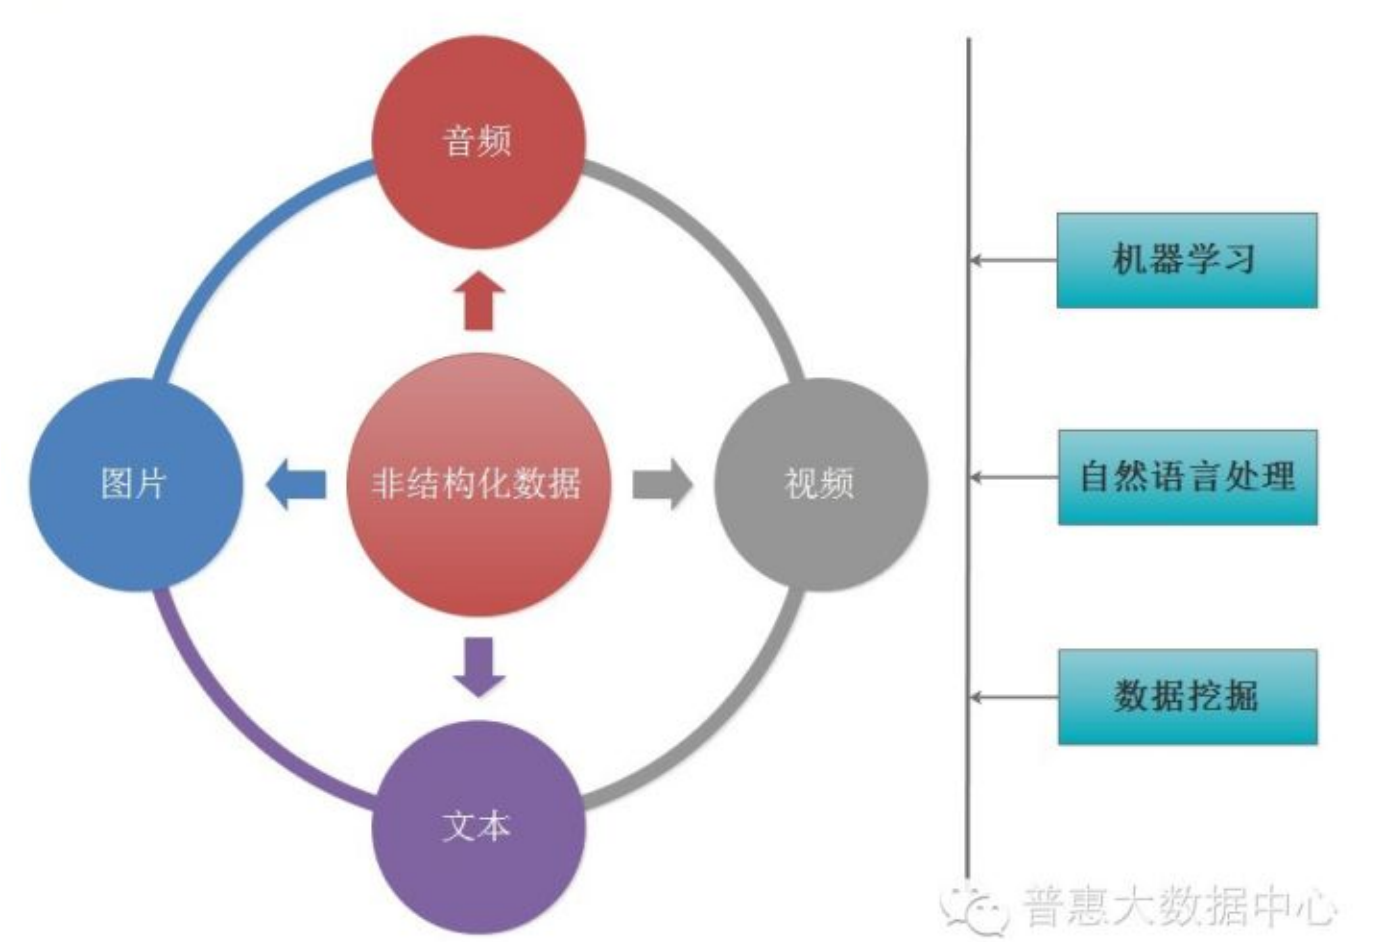 音频
机器学习
图片
非结构化数据
视频
自然语言处理
数据挖掘
文本
普惠大数据中心